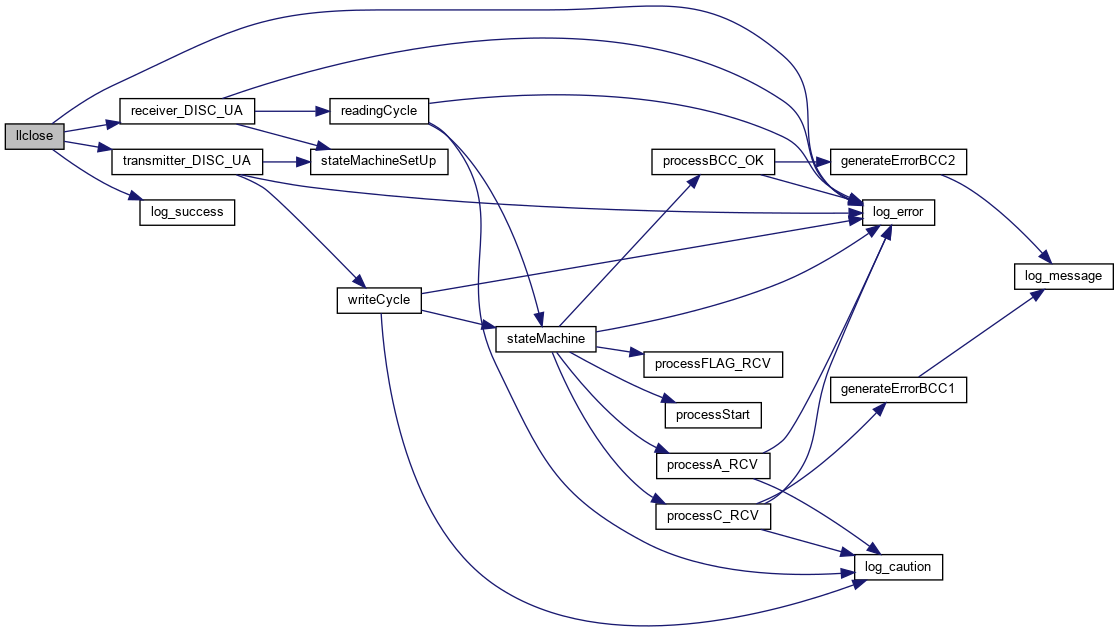 llclose
receiver_DISC_UA
transmitter_DISC_UA
log_success
readingCycle
stateMachineSetUp
writeCycle
stateMachine
processBCC_OK
processFLAG_RCV
processStart
processA_RCV
processC_RCV
generateErrorBCC2
log_error
generateErrorBCC1
log_caution
log_message